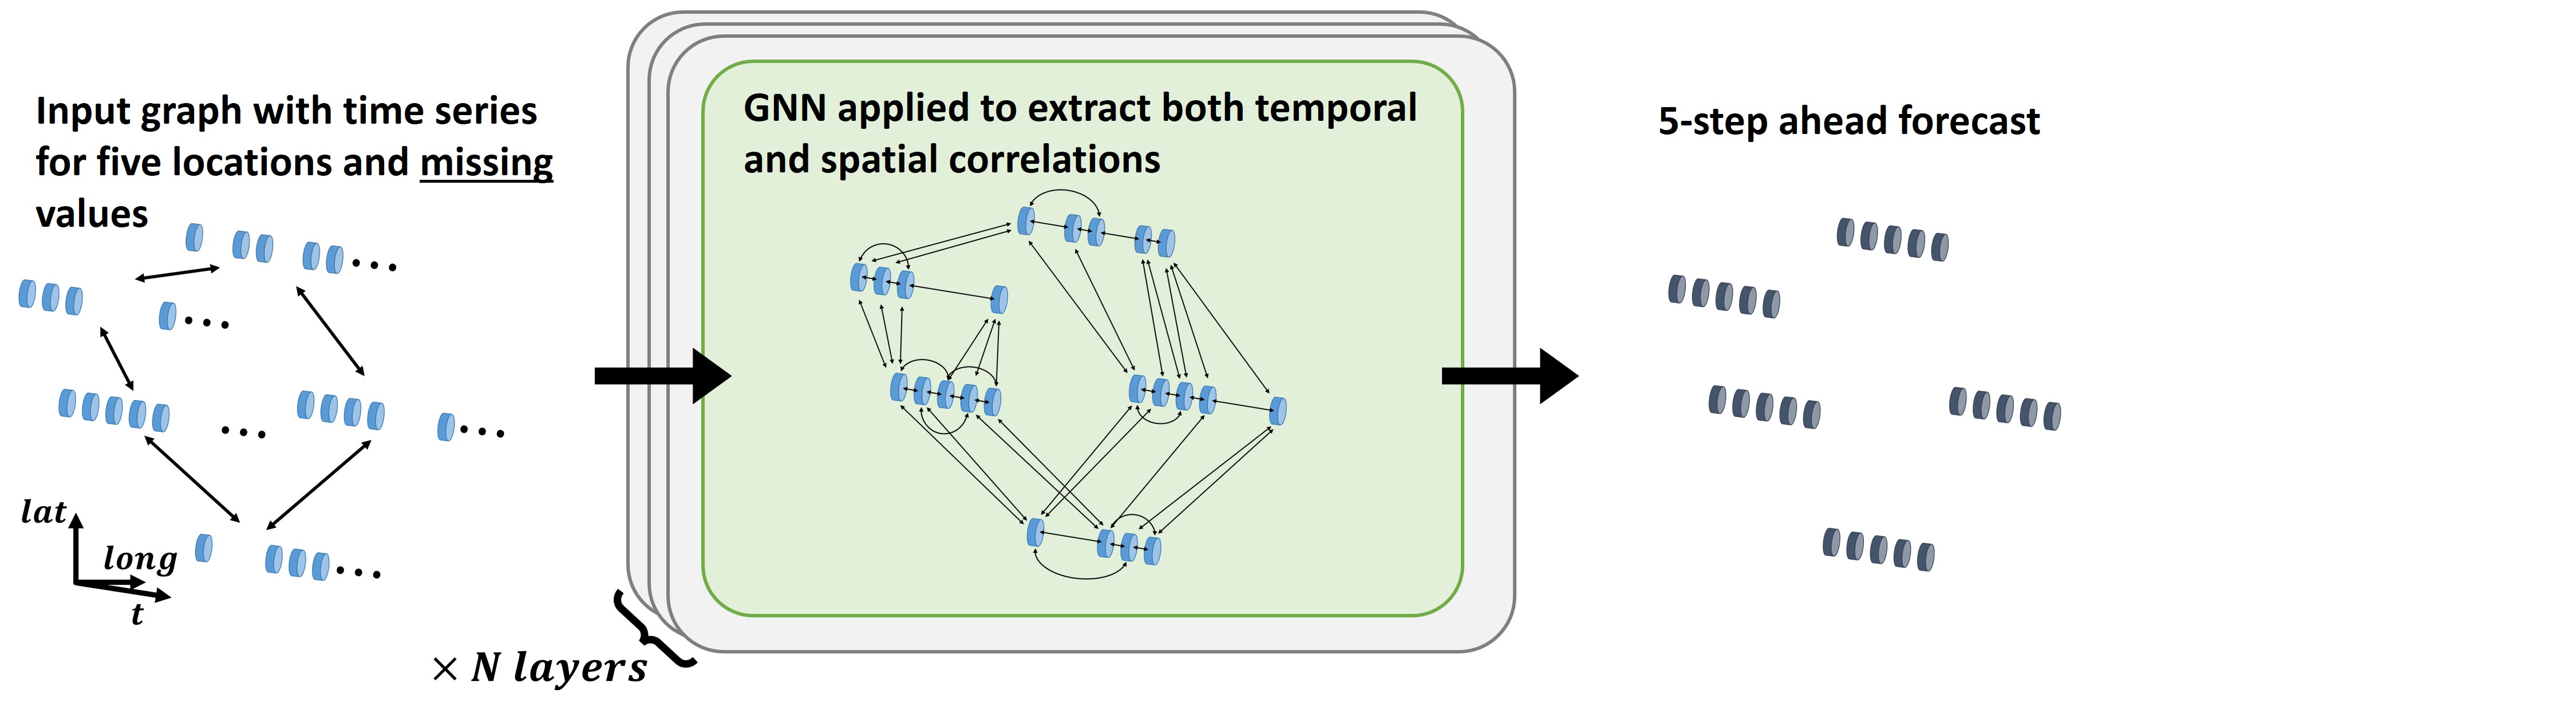 Input graph with time series
for five locations and missing
values
lat
long
t
× N layers
GNN applied to extract both temporal
and spatial correlations
5-step ahead forecast